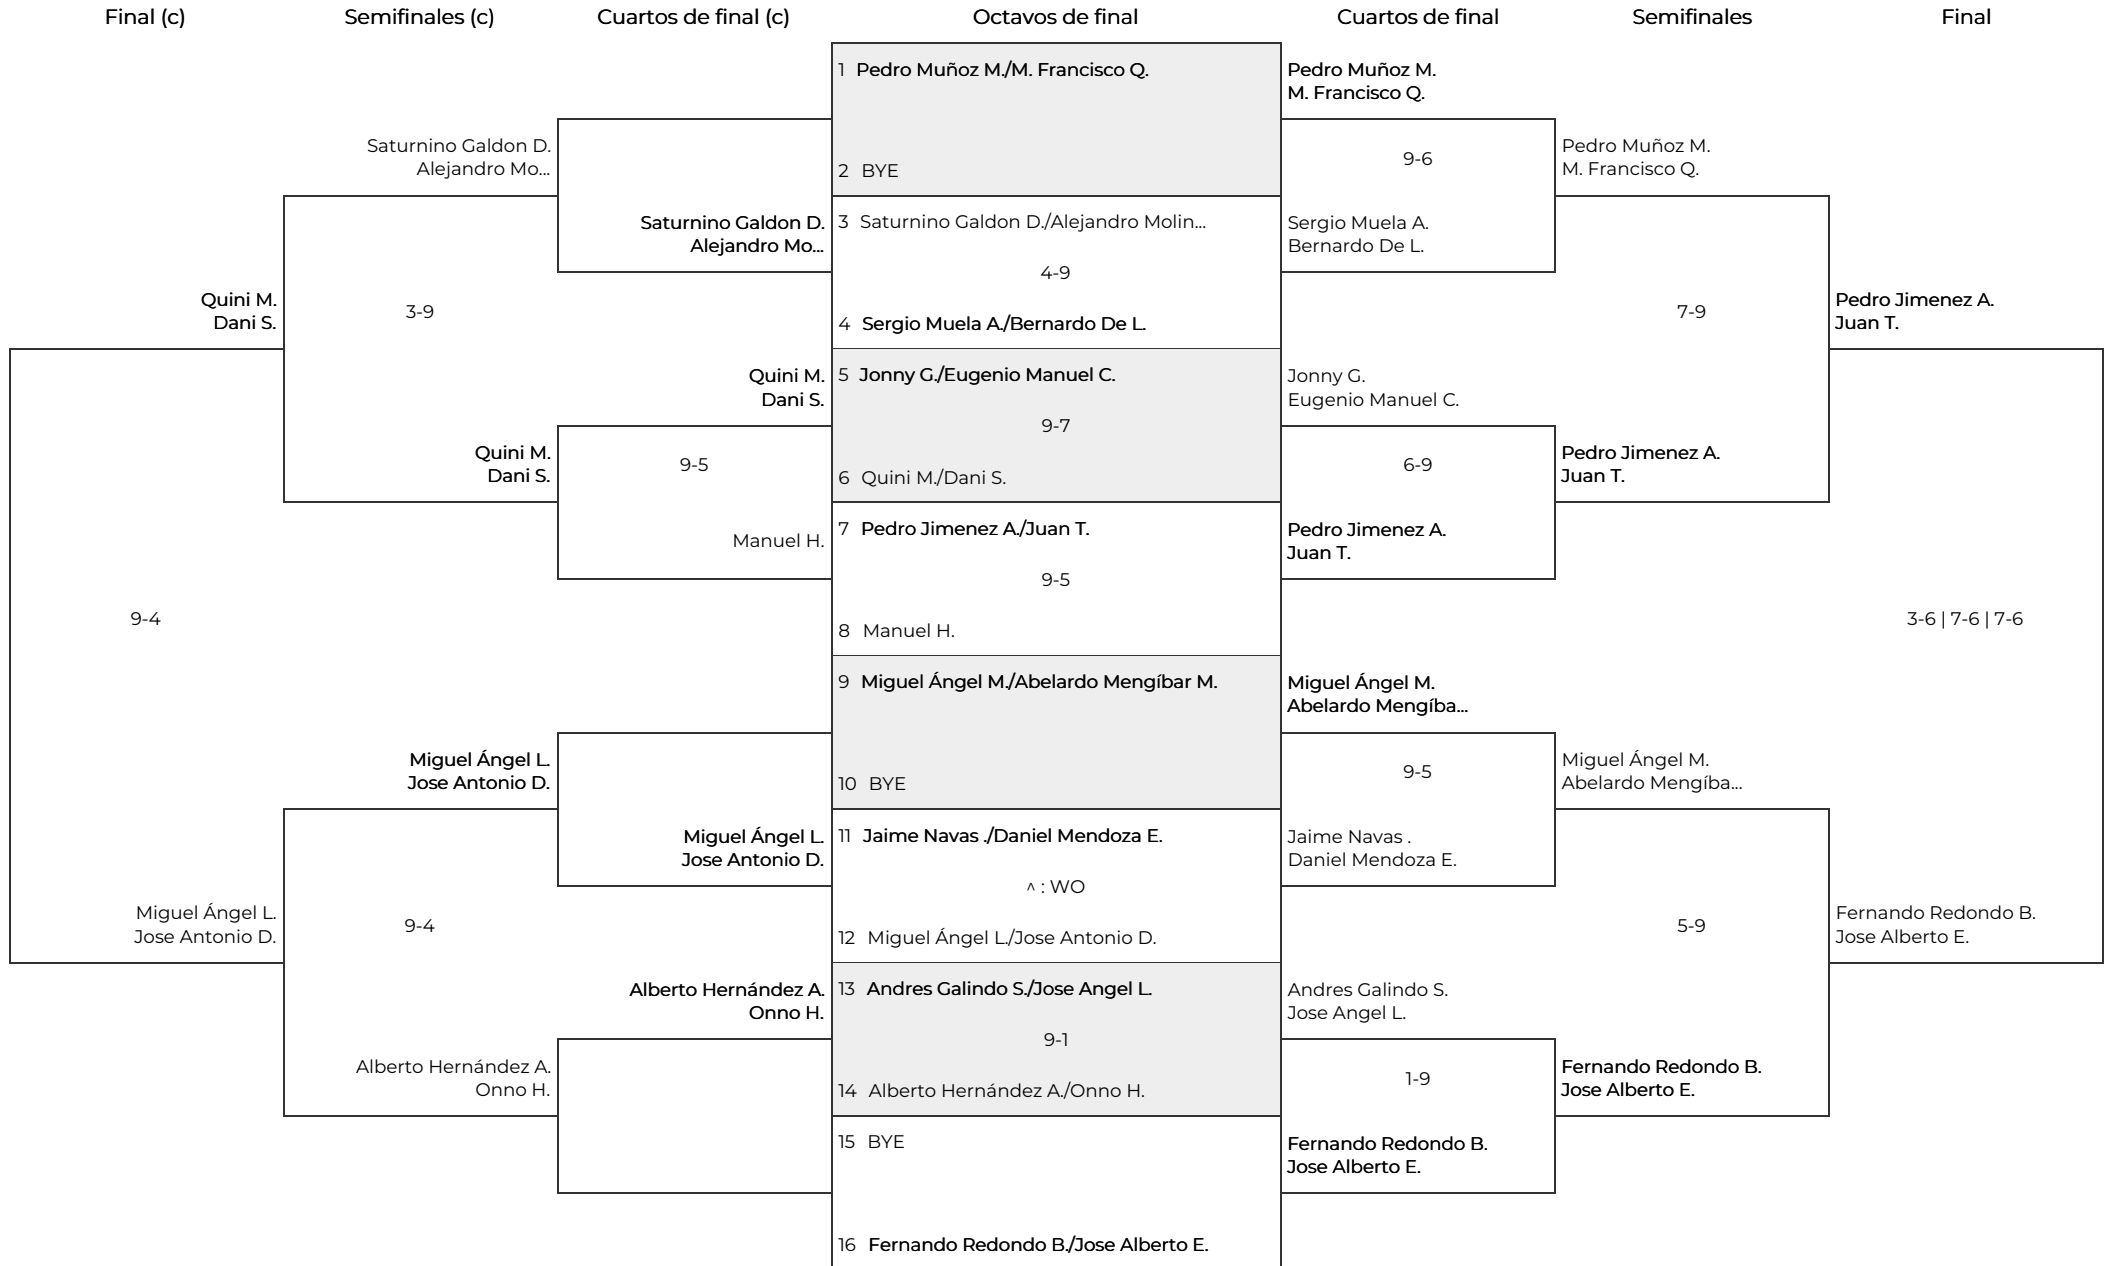 Final (c)
Semifinales (c)
Cuartos de final (c)
Octavos de final
Cuartos de final
Semifinales
Final
Quini M.
Dani S.
9-4
Miguel Ángel L.
Jose Antonio D.
Saturnino Galdon D.
Alejandro Mo...
3-9
Quini M.
Dani S.
Miguel Ángel L.
Jose Antonio D.
9-4
Alberto Hernández A.
Onno H.
Saturnino Galdon D.
Alejandro Mo...
Quini M.
Dani S.
9-5
Manuel H.
Miguel Ángel L.
Jose Antonio D.
Alberto Hernández A.
Onno H.
1 Pedro Muñoz M./M. Francisco Q.
2 BYE
3 Saturnino Galdon D./Alejandro Molin...
4-9
4 Sergio Muela A./Bernardo De L.
5 Jonny G./Eugenio Manuel C.
9-7
6 Quini M./Dani S.
7 Pedro Jimenez A./Juan T.
9-5
8 Manuel H.
9 Miguel Ángel M./Abelardo Mengíbar M.
10 BYE
11 Jaime Navas ./Daniel Mendoza E.
^ : WO
12 Miguel Ángel L./Jose Antonio D.
13 Andres Galindo S./Jose Angel L.
9-1
14 Alberto Hernández A./Onno H.
15 BYE
16 Fernando Redondo B./Jose Alberto E.
Pedro Muñoz M.
M. Francisco Q.
9-6
Sergio Muela A.
Bernardo De L.
Jonny G.
Eugenio Manuel C.
6-9
Pedro Jimenez A.
Juan T.
Miguel Ángel M.
Abelardo Mengíba...
9-5
Jaime Navas .
Daniel Mendoza E.
Andres Galindo S.
Jose Angel L.
1-9
Fernando Redondo B.
Jose Alberto E.
Pedro Muñoz M.
M. Francisco Q.
7-9
Pedro Jimenez A.
Juan T.
Miguel Ángel M.
Abelardo Mengíba...
5-9
Fernando Redondo B.
Jose Alberto E.
Pedro Jimenez A.
Juan T.
3-6 | 7-6 | 7-6
Fernando Redondo B.
Jose Alberto E.